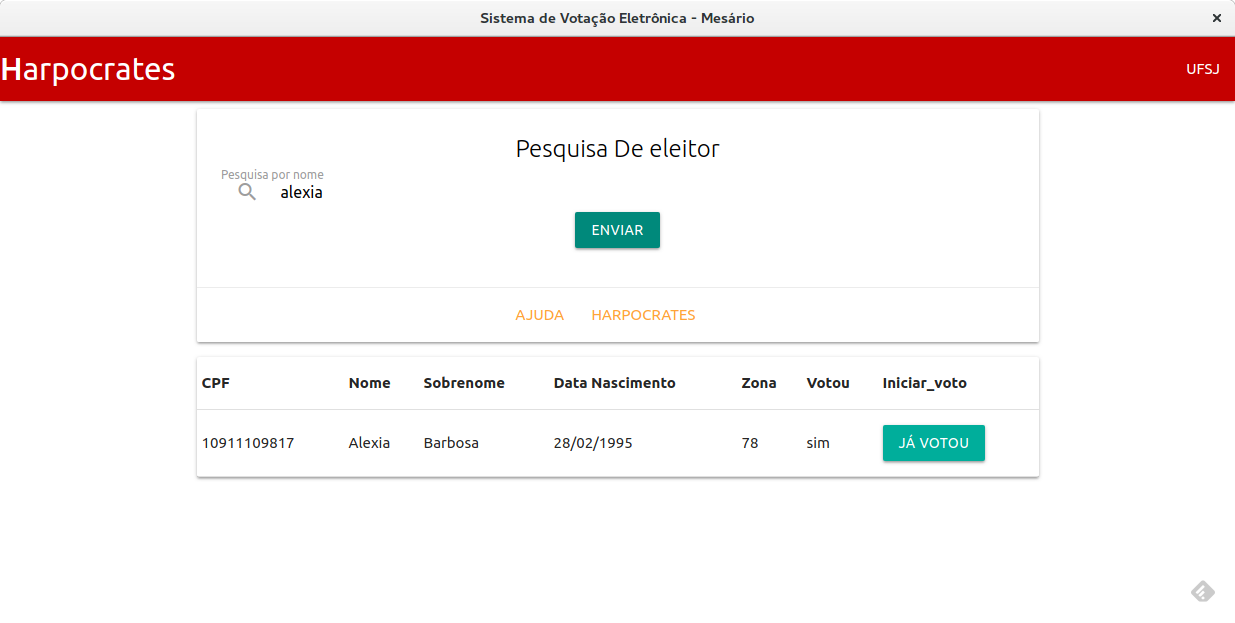 Sistema de Votação Eletrônica - Mesário
Harpocrates UFSJ
Pesquisa De eleitor
Pesquisa por nome
alexia
ENVIAR
AJUDA HARPOCRATES
CPF Nome Sobrenome Data Nascimento Zona Votou Iniciar_voto
10911109817 Alexia Barbosa 28/02/1995 78 sim JÁ VOTOU